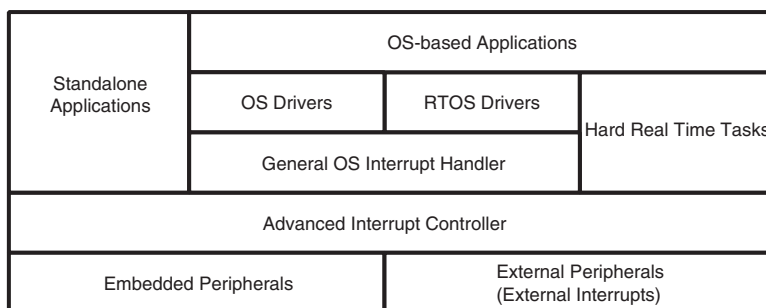 OS-based Applications
Standalone
Applications
OS Drivers
RTOS Drivers
Hard Real Time Tasks
General OS Interrupt Handler
Advanced Interrupt Controller
Embedded Peripherals
External Peripherals
(External Interrupts)